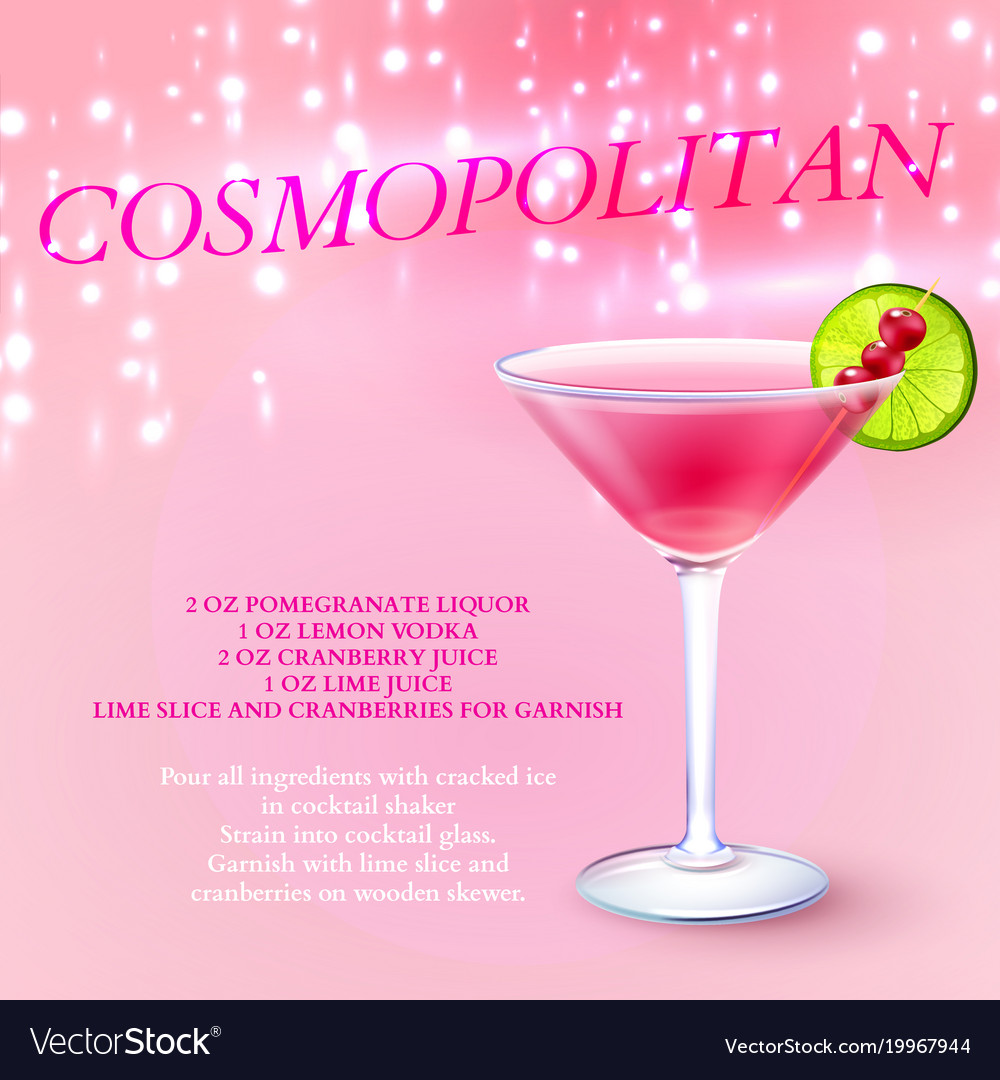 COSMOPOLITAN
2 OZ POMEGRANATE LIQUOR
1 OZ LEMON VODKA
2 OZ CRANBERRY JUICE
1 OZ LIME JUICE
LIME SLICE AND CRANBERRIES FOR GARNISH
Pour all ingredients with cracked ice
in cocktail shaker
Strain into cocktail glass.
Garnish with lime slice and
cranberries on wooden skewer.
VectorStock®
VectorStock.com/19967944